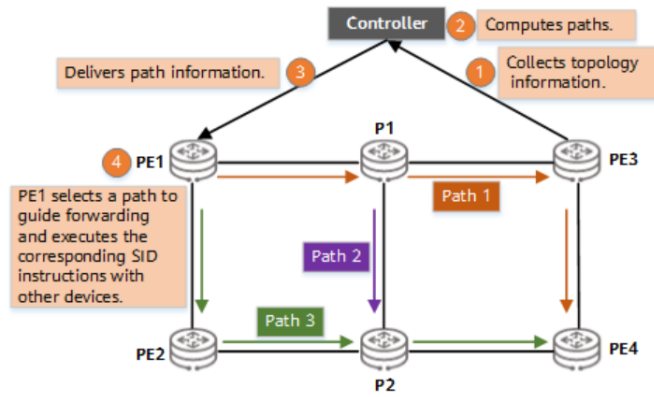 Controller
2
Computes paths.
Delivers path information.
3
1
Collects topology
information.
P1
4
PE1
PE3
PE1 selects a path to
guide forwarding
and executes the
corresponding SID
instructions with
other devices.
Path 1
Path 2
Path 3
PE2
PE4
P2